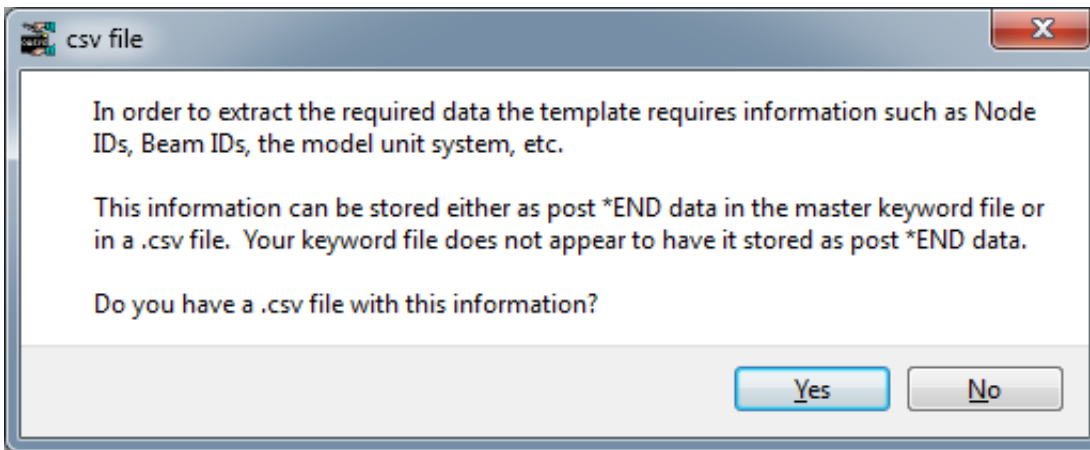 csv file
In order to extract the required data the template requires information such as Node
IDs, Beam IDs, the model unit system, etc.
This information can be stored either as post *END data in the master keyword file or
in a .csv file.  Your keyword file does not appear to have it stored as post *END data.
Do you have a .csv file with this information?
Yes
No